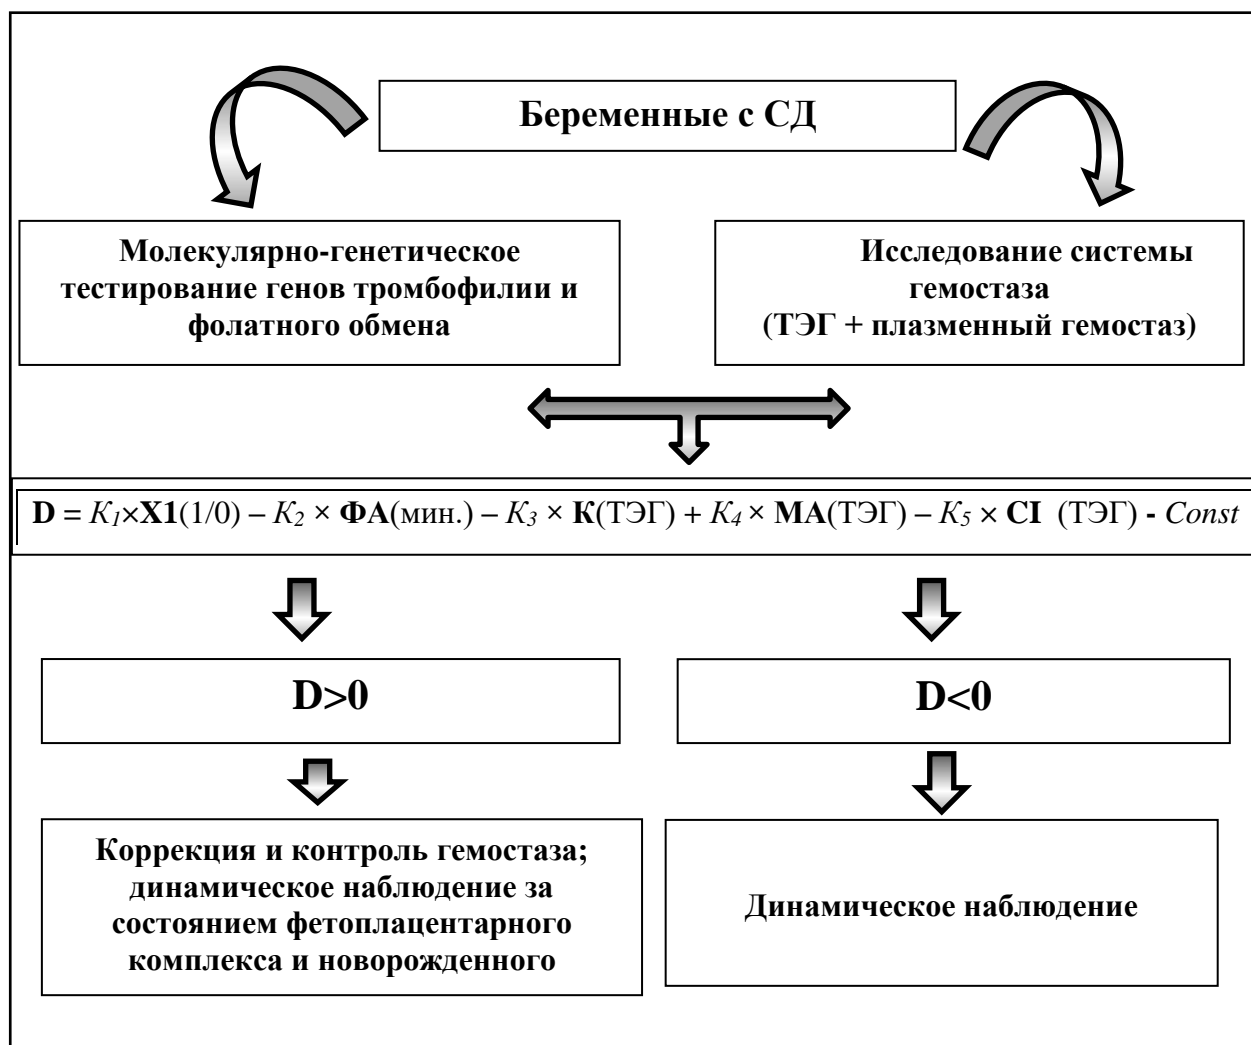 Беременные с СД
Молекулярно-генетическое
тестирование генов тромбофилии и
фолатного обмена
Исследование системы
гемостаза
(ТЭГ + плазменный гемостаз)
D = K1×X1(1/0) – K2 × ФА(мин.) – K3 × К(ТЭГ) + K4 × МА(ТЭГ) – K5 × CI (ТЭГ) - Const
D>0
D<0
Коррекция и контроль гемостаза;
динамическое наблюдение за
состоянием фетоплацентарного
комплекса и новорожденного
Динамическое наблюдение